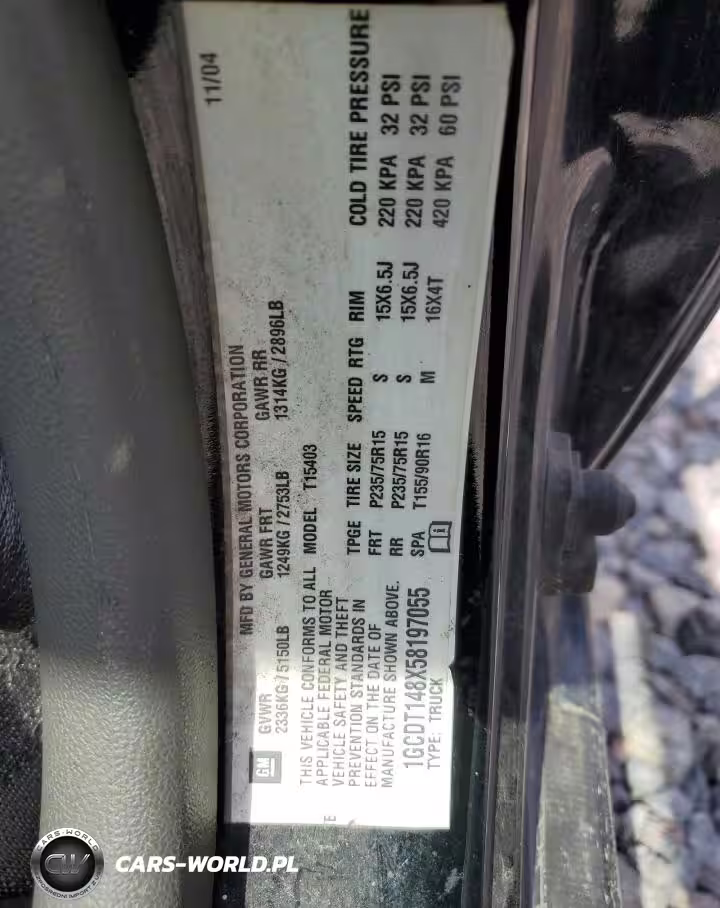 11/04
MFD BY GENERAL MOTORS CORPORATION
GM
GVWR GAWR FRT GAWR RR
2336KG/5150LB 1249KG/2753LB 1314KG/2896LB
THIS VEHICLE CONFORMS TO ALL
APPLICABLE FEDERAL MOTOR
VEHICLE SAFETY AND THEFT
PREVENTION STANDARDS IN
EFFECT ON THE DATE OF
MANUFACTURE SHOWN ABOVE.
1GCDT148X58197055
TYPE: TRUCK
MODEL T15403
TPGE TIRE SIZE SPEED RTG RIM COLD TIRE PRESSURE
FRT P235/75R15 S 15X6.5J 220 KPA 32 PSI
RR P235/75R15 S 15X6.5J 220 KPA 32 PSI
SPA T155/90R16 M 16X4T 420 KPA 60 PSI
E
CARS-WORLD
CW
CARS-WORLD.PL